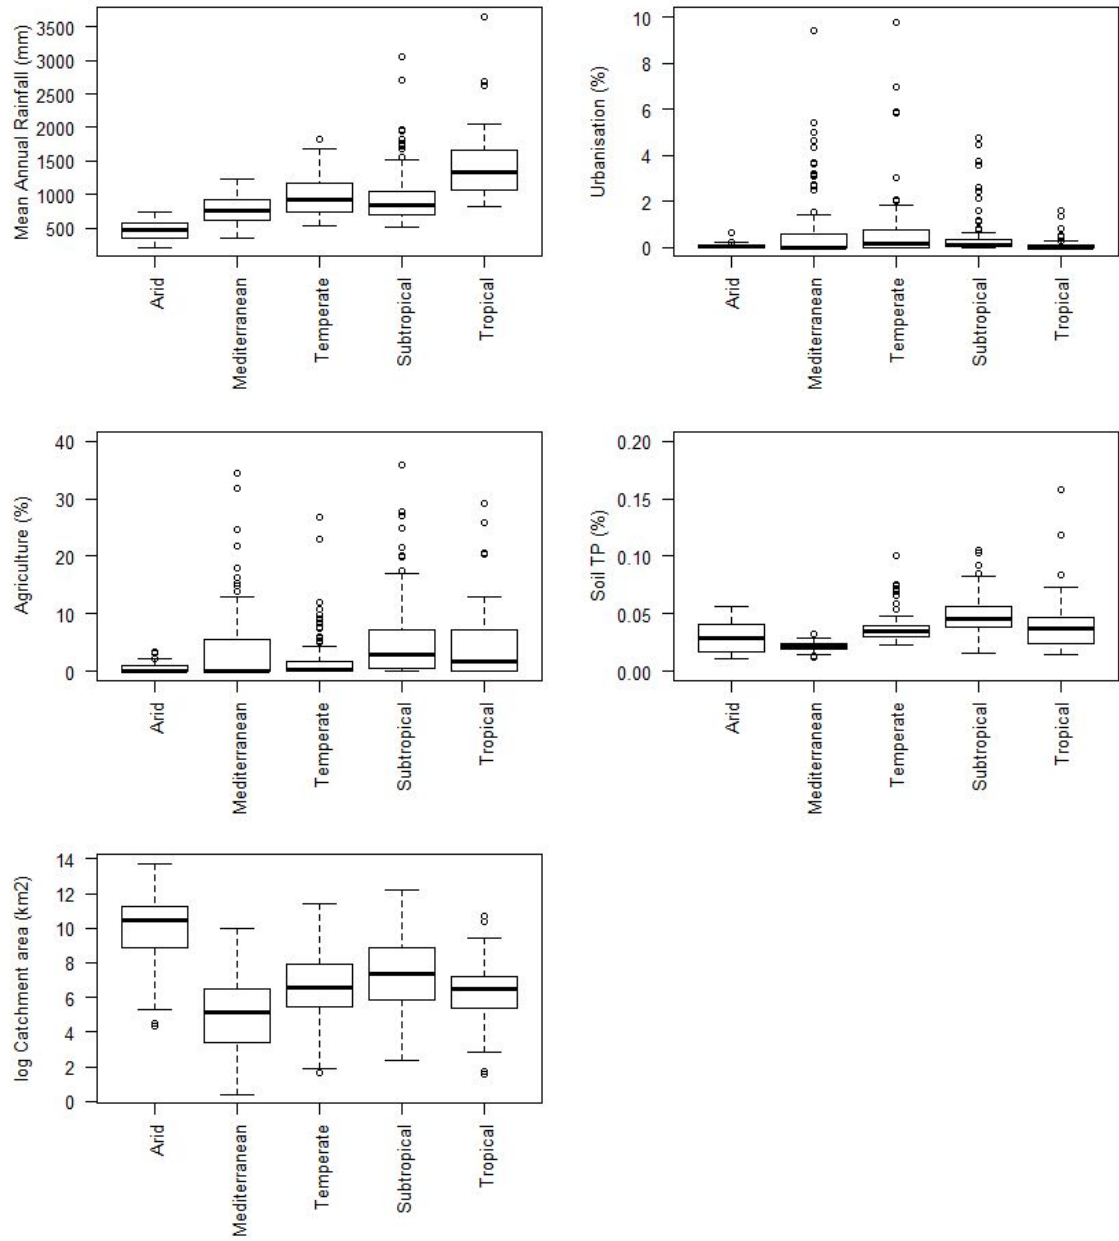 Mean Annual Rainfall (mm)
3500
3000
2500
2000
1500
1000
500
Arid
Mediterranean
Temperate
Subtropical
Tropical
Urbanisation (%)
10
8
6
4
2
0
Arid
Mediterranean
Temperate
Subtropical
Tropical
Agriculture (%)
40
30
20
10
0
Arid
Mediterranean
Temperate
Subtropical
Tropical
Soil TP (%)
0.20
0.15
0.10
0.05
0.00
Arid
Mediterranean
Temperate
Subtropical
Tropical
log Catchment area (km2)
14
12
10
8
6
4
2
0
Arid
Mediterranean
Temperate
Subtropical
Tropical